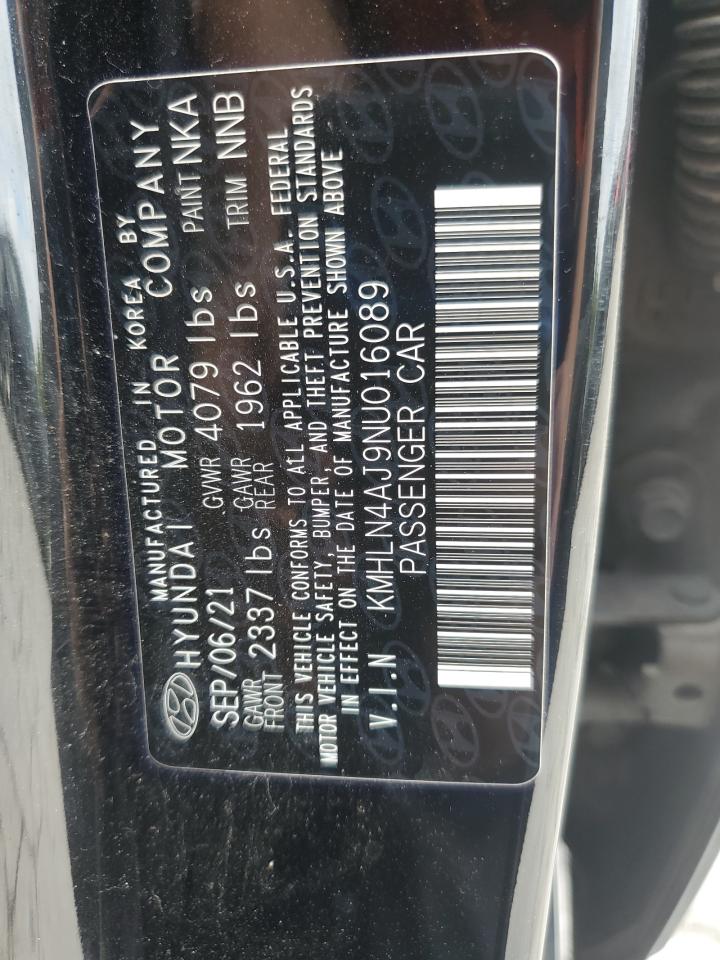 MANUFACTURED IN KOREA BY
HYUNDAI MOTOR COMPANY
SEP/06/21 GVWR 4079 lbs PAINT NKA
GAWR FRONT 2337 lbs GAWR REAR 1962 lbs TRIM NNB
THIS VEHICLE CONFORMS TO ALL APPLICABLE U.S.A. FEDERAL
MOTOR VEHICLE SAFETY, BUMPER, AND THEFT PREVENTION STANDARDS
IN EFFECT ON THE DATE OF MANUFACTURE SHOWN ABOVE
V.I.N KMHLN4AJ9NU016089
PASSENGER CAR